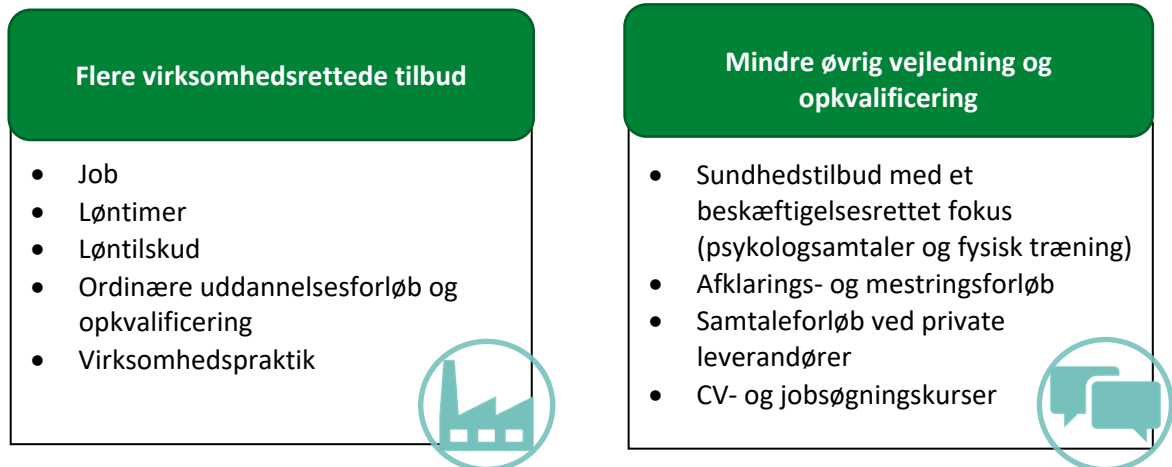 Flere virksomhedsrettede tilbud
• Job
• Løntimer
• Løntilskud
• Ordinære uddannelsesforløb og
opkvalificering
• Virksomhedspraktik
Mindre øvrig vejledning og
opkvalificering
• Sundhedstilbud med et
beskæftigelsesrettet fokus
(psykologsamtaler og fysisk træning)
• Afklarings- og mestringsforløb
• Samtaleforløb ved private
leverandører
• CV- og jobsøgningskurser